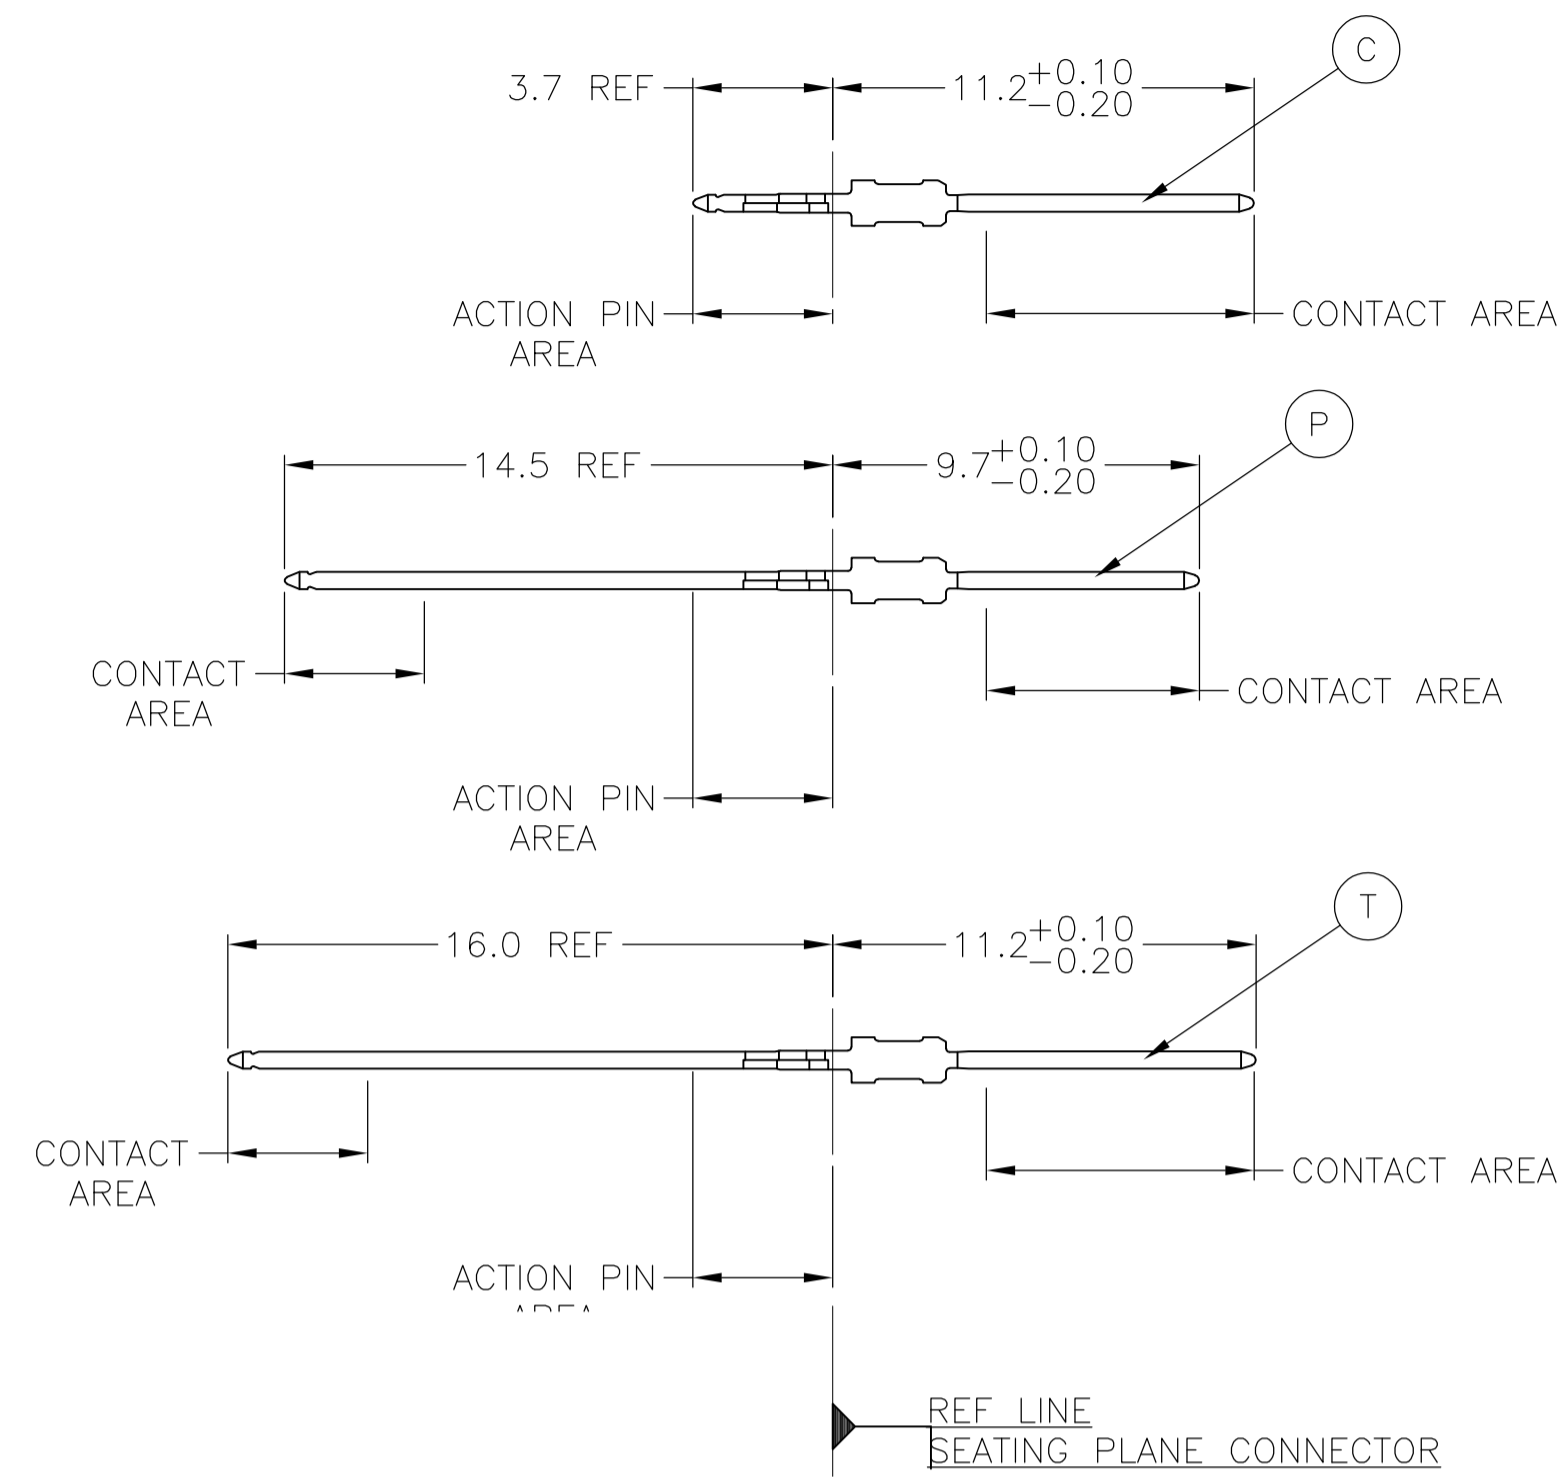 C
3.7 REF
11.2 +0.10
-0.20
ACTION PIN
AREA
CONTACT AREA
P
14.5 REF
9.7 +0.10
-0.20
CONTACT
AREA
CONTACT AREA
ACTION PIN
AREA
T
16.0 REF
11.2 +0.10
-0.20
CONTACT
AREA
CONTACT AREA
ACTION PIN
AREA
REF LINE
SEATING PLANE CONNECTOR